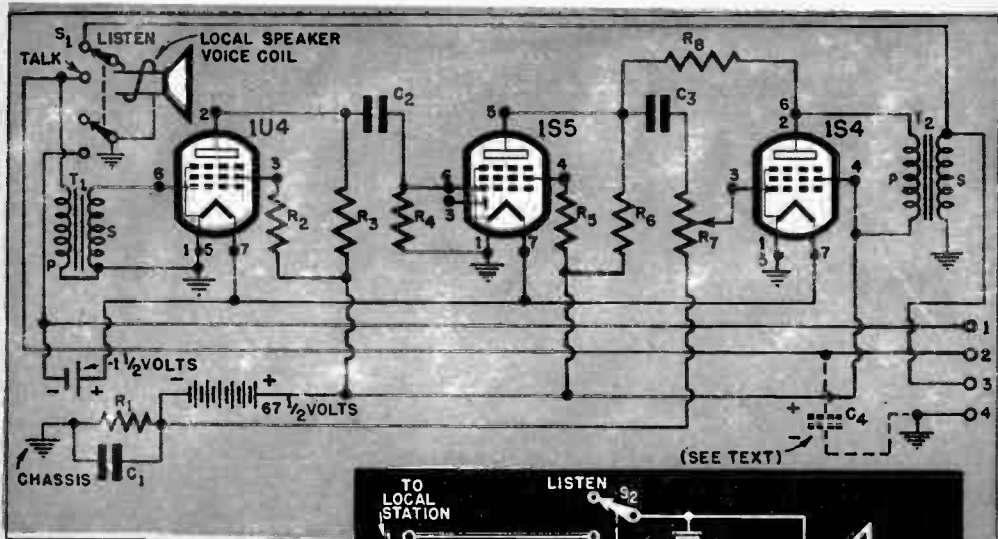 S1
LISTEN
LOCAL SPEAKER
VOICE COIL
TALK
R8
2
C2
5
C3
6
2
1U4
1S5
1S4
T2
T1
6
3
6
3
4
3
4
R2
R3
R4
R5
R6
R7
P
S
P
S
1
5
7
1
7
1
5
7
1
2
3
4
-1 1/2 VOLTS
- +
- +
67 1/2 VOLTS
R1
C1
CHASSIS
+
-
C4
(SEE TEXT)
TO
LOCAL
STATION
LISTEN
S2